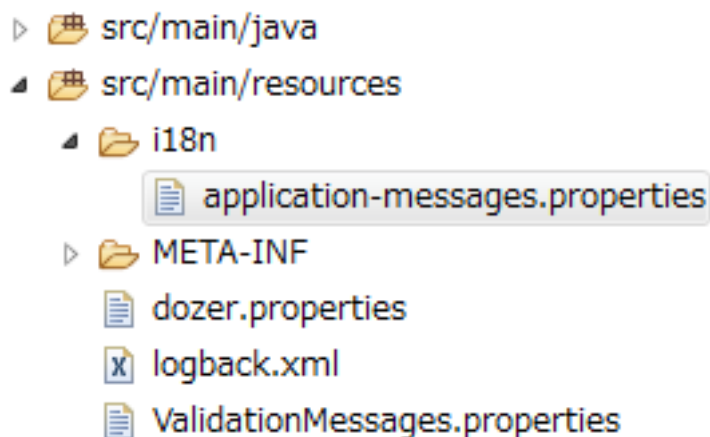 src/main/java
src/main/resources
i18n
application-messages.properties
META-INF
dozer.properties
logback.xml
ValidationMessages.properties